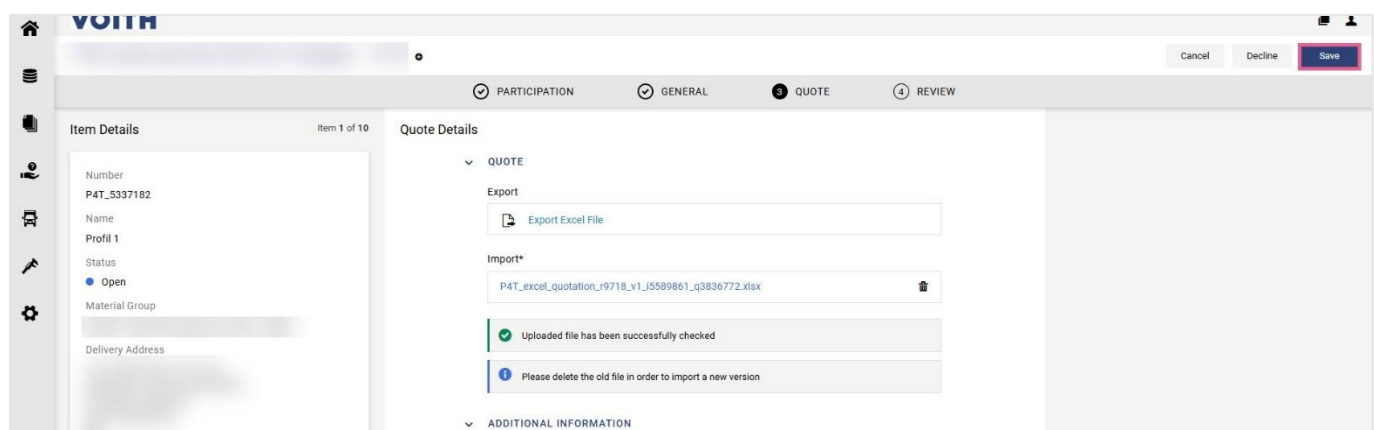 VOITH
Cancel Decline Save
PARTICIPATION GENERAL 3 QUOTE 4 REVIEW
Item Details Item 1 of 10
Number
P4T_5337182
Name
Profil 1
Status
Open
Material Group
Delivery Address
Quote Details
QUOTE
Export
Export Excel File
Import*
P4T_excel_quotation_r9718_v1_i5589861_q3836772.xlsx
Uploaded file has been successfully checked
Please delete the old file in order to import a new version
ADDITIONAL INFORMATION